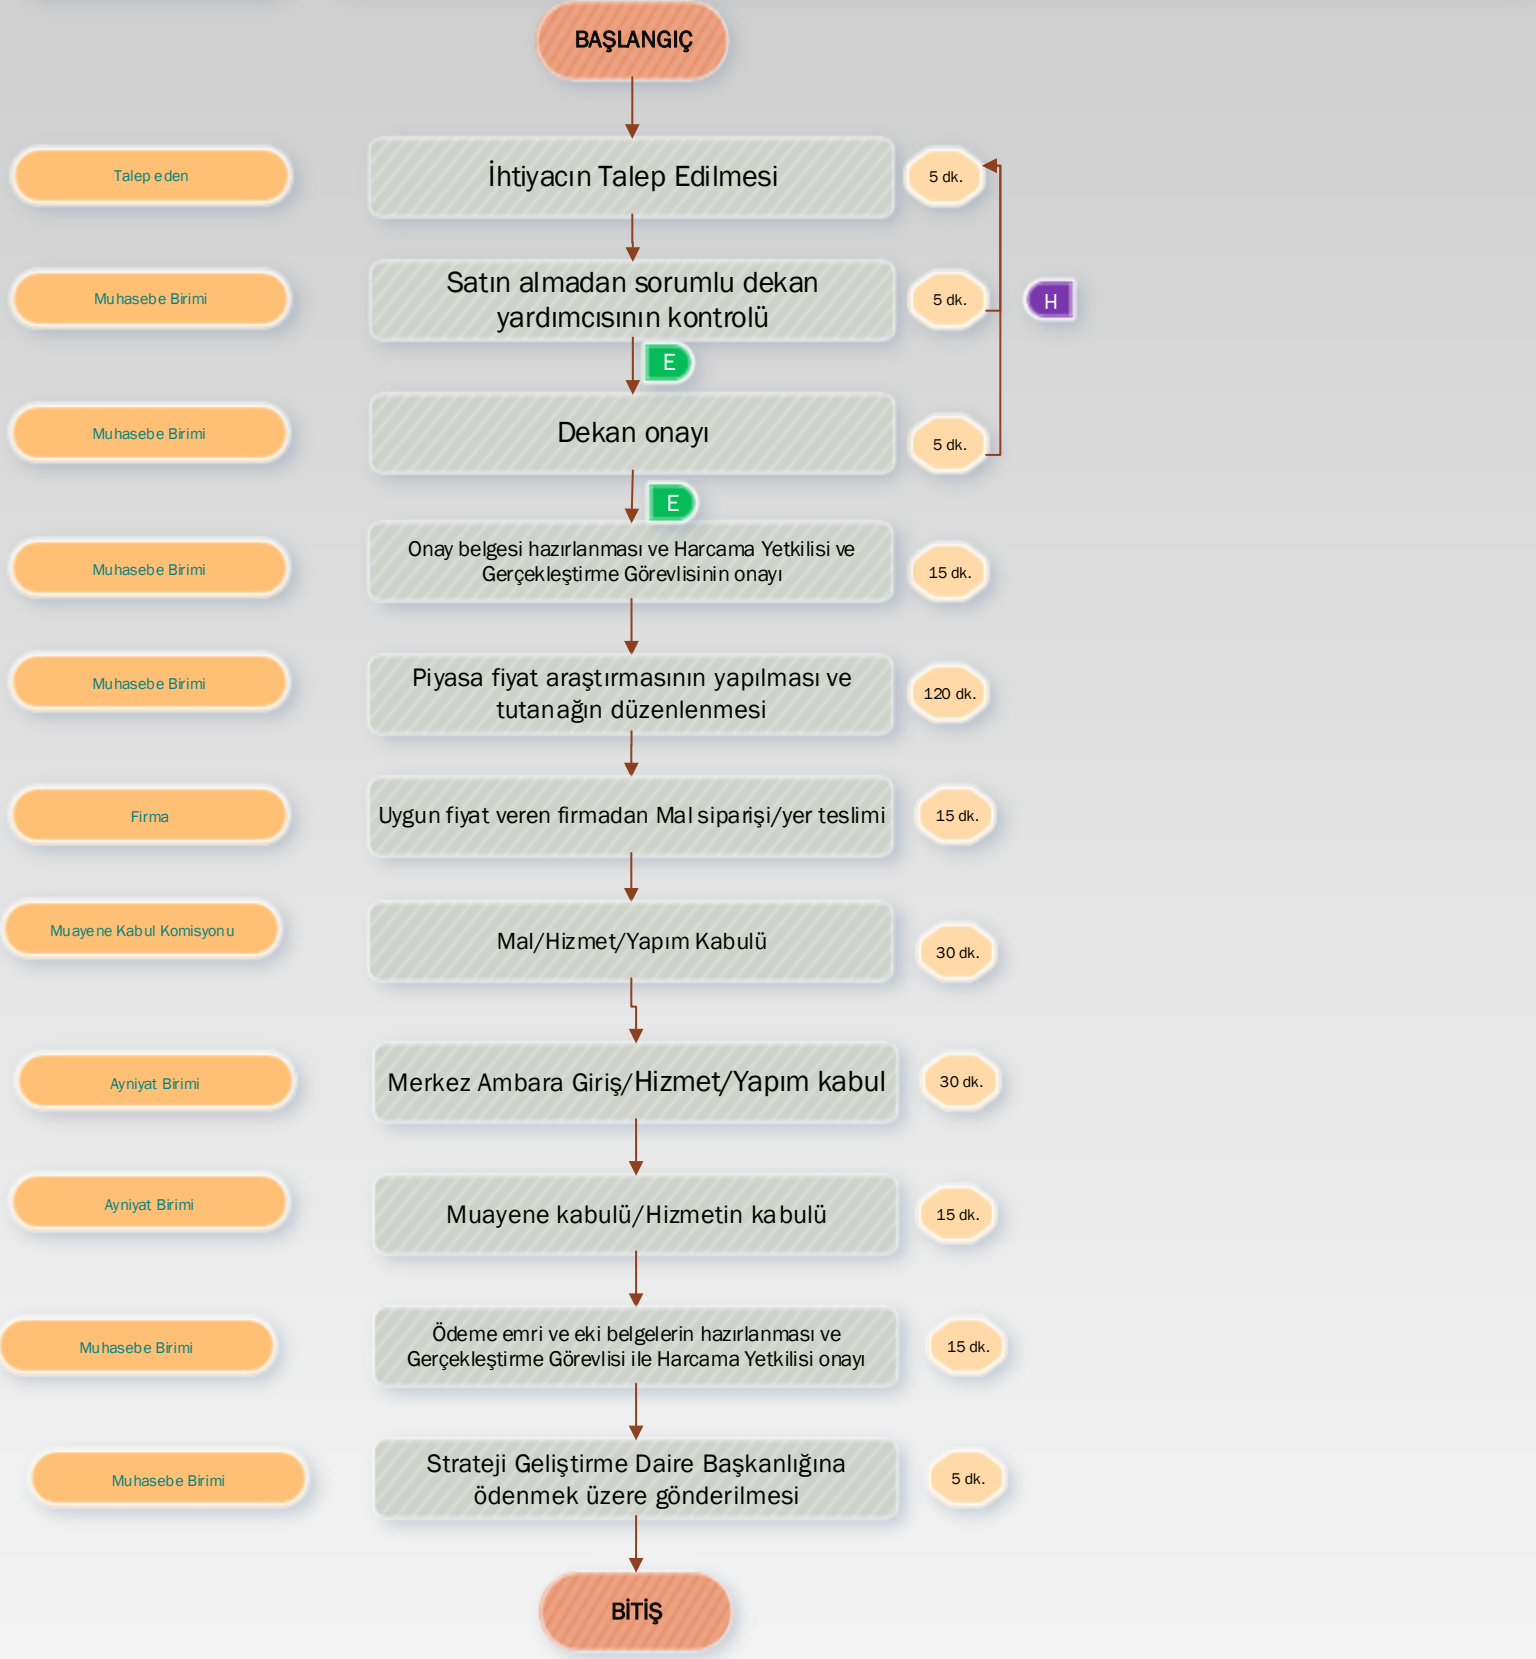 BAŞLANGIÇ
Talep eden
İhtiyacın Talep Edilmesi
5 dk.
Muhasebe Birimi
Satın almadan sorumlu dekan
yardımcısının kontrolü
5 dk.
H
E
Muhasebe Birimi
Dekan onayı
5 dk.
E
Muhasebe Birimi
Onay belgesi hazırlanması ve Harcama Yetkilisi ve
Gerçekleştirme Görevlisinin onayı
15 dk.
Muhasebe Birimi
Piyasa fiyat araştırmasının yapılması ve
tutanağın düzenlenmesi
120 dk.
Firma
Uygun fiyat veren firmadan Mal siparişi/yer teslimi
15 dk.
Muayene Kabul Komisyonu
Mal/Hizmet/Yapım Kabulü
30 dk.
Ayniyat Birimi
Merkez Ambara Giriş/Hizmet/Yapım kabul
30 dk.
Ayniyat Birimi
Muayene kabulü/Hizmetin kabulü
15 dk.
Muhasebe Birimi
Ödeme emri ve eki belgelerin hazırlanması ve
Gerçekleştirme Görevlisi ile Harcama Yetkilisi onayı
15 dk.
Muhasebe Birimi
Strateji Geliştirme Daire Başkanlığına
ödenmek üzere gönderilmesi
5 dk.
BİTİŞ